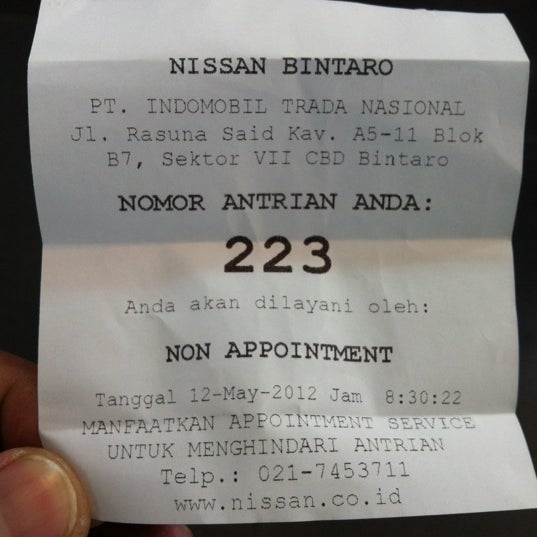 NISSAN BINTARO
PT. INDOMOBIL TRADA NASIONAL
Jl. Rasuna Said Kav. A5-11 Blok
B7, Sektor VII CBD Bintaro
NOMOR ANTRIAN ANDA:
223
Anda akan dilayani oleh:
NON APPOINTMENT
Tanggal 12-May-2012 Jam 8:30:22
MANFAATKAN APPOINTMENT SERVICE
UNTUK MENGHINDARI ANTRIAN
Telp.: 021-7453711
www.nissan.co.id